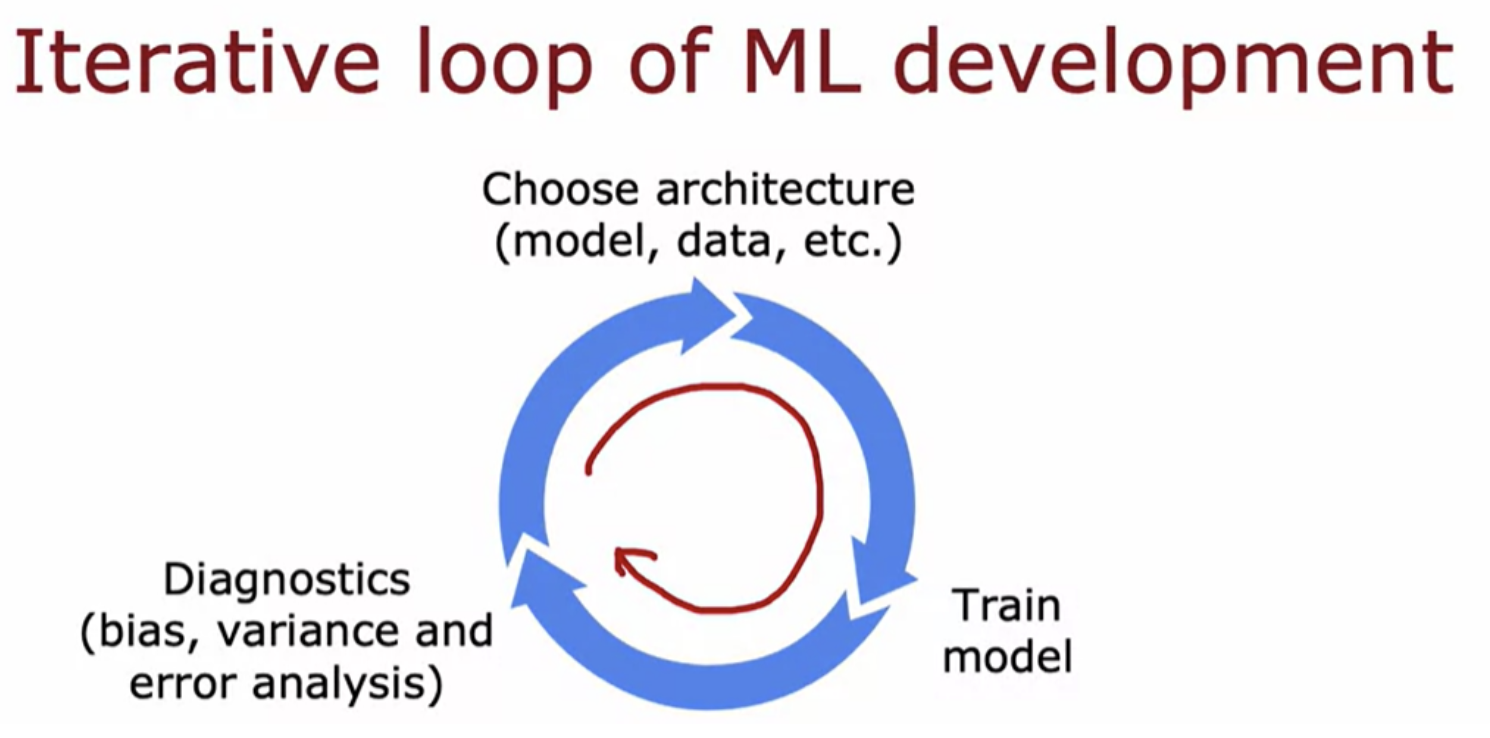 Iterative loop of ML development
Choose architecture
(model, data, etc.)
Train
model
Diagnostics
(bias, variance and
error analysis)